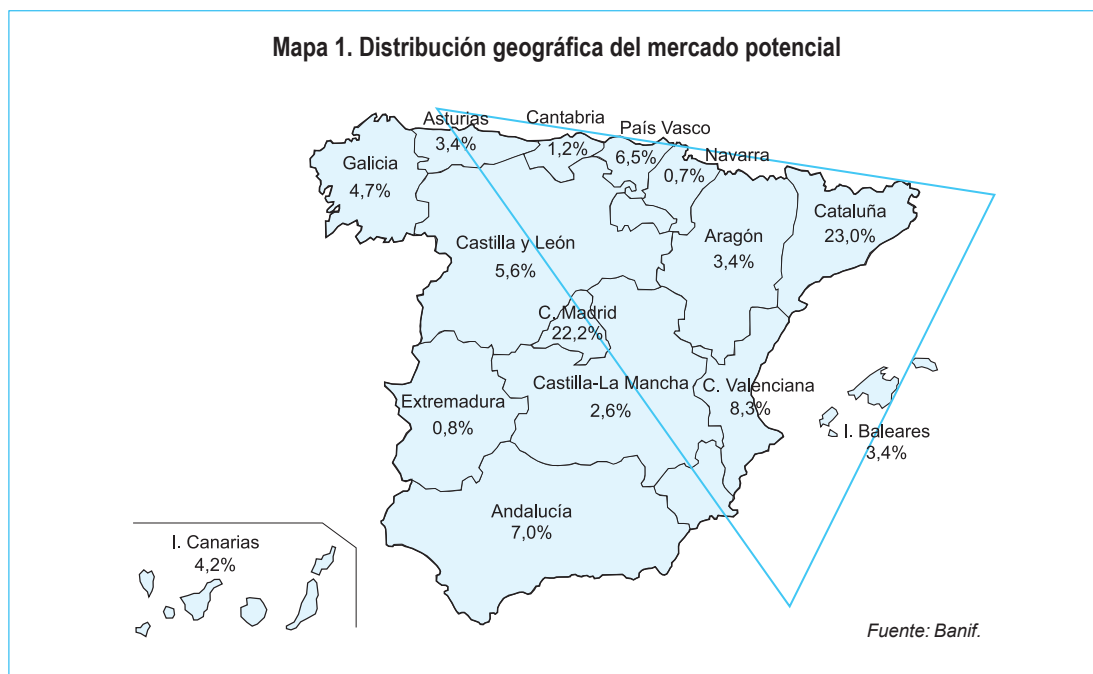 Mapa 1. Distribución geográfica del mercado potencial
Asturias
3,4%
Cantabria
1,2%
País Vasco
6,5%
Navarra
0,7%
Galicia
4,7%
Cataluña
23,0%
Aragón
3,4%
Castilla y León
5,6%
C. Madrid
22,2%
Castilla-La Mancha
2,6%
C. Valenciana
8,3%
Extremadura
0,8%
I. Baleares
3,4%
Andalucía
7,0%
I. Canarias
4,2%
Fuente: Banif.